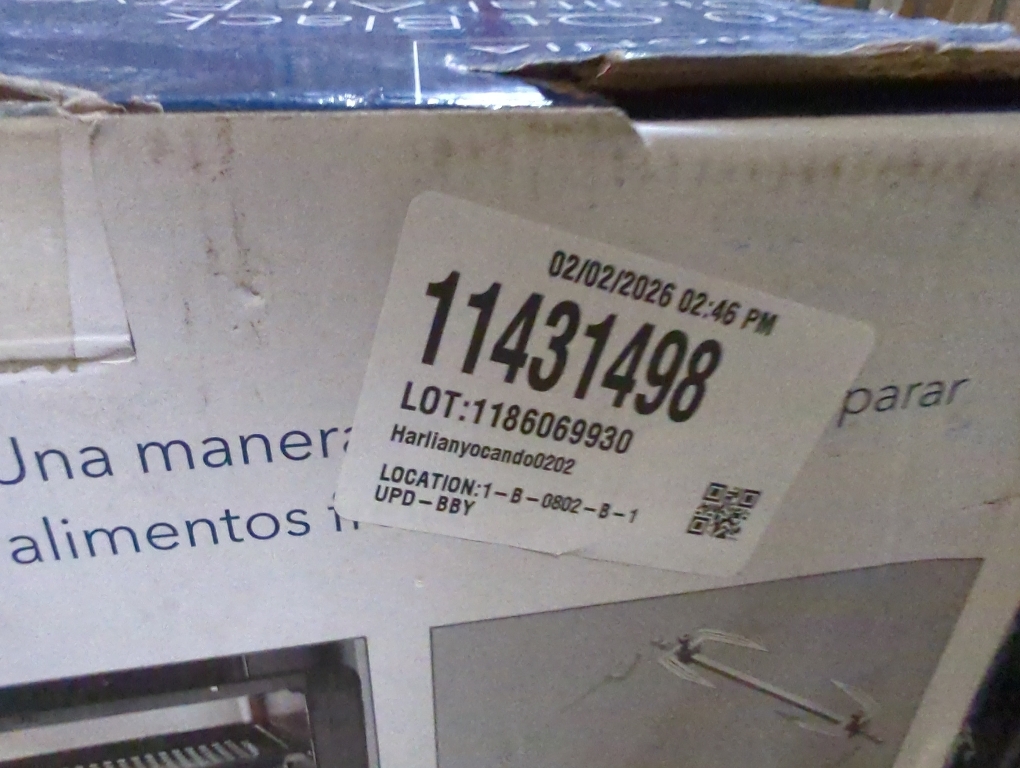 02/02/2026 02:46 PM
11431498
LOT:1186069930
Harlianyocando0202
LOCATION:1-B-0802-B-1
UPD-BBY
Una manera parar
alimentos